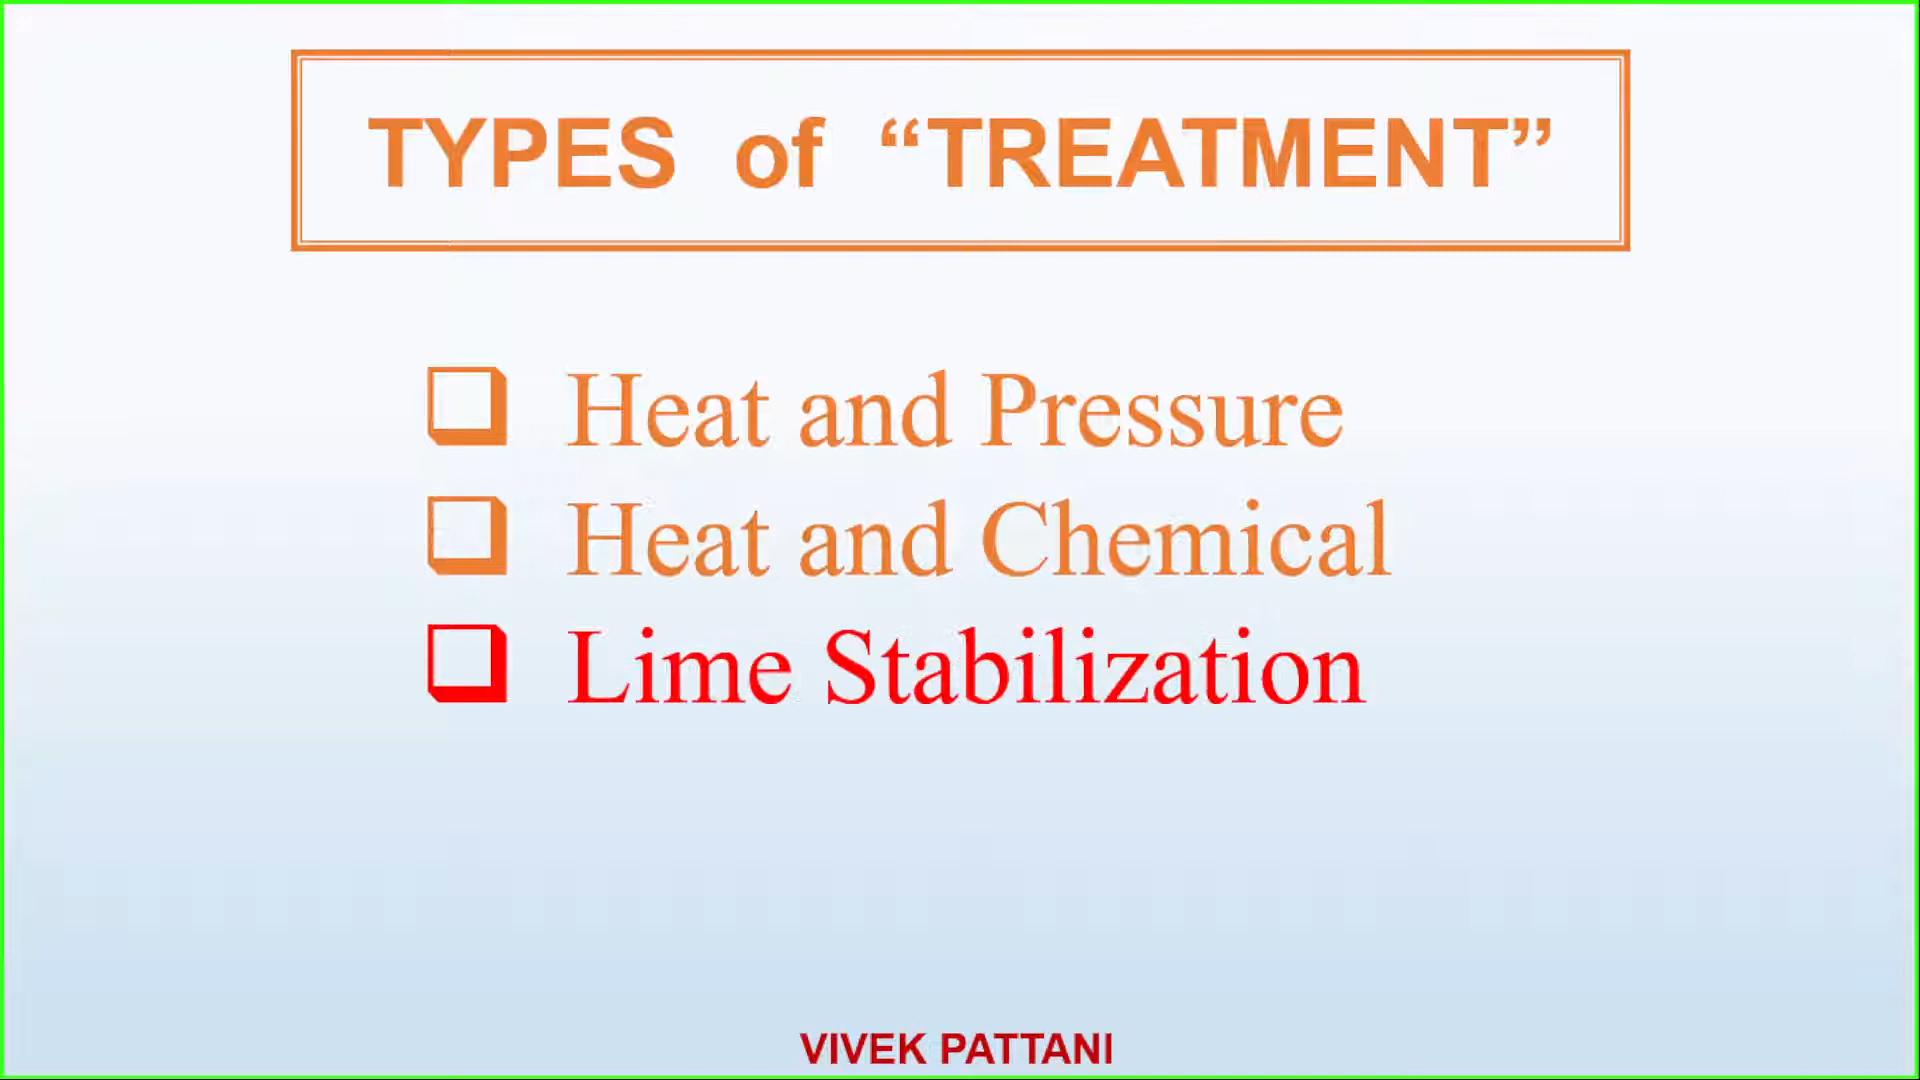 TYPES of “TREATMENT”
Heat and Pressure
Heat and Chemical
Lime Stabilization
VIVEK PATTANI